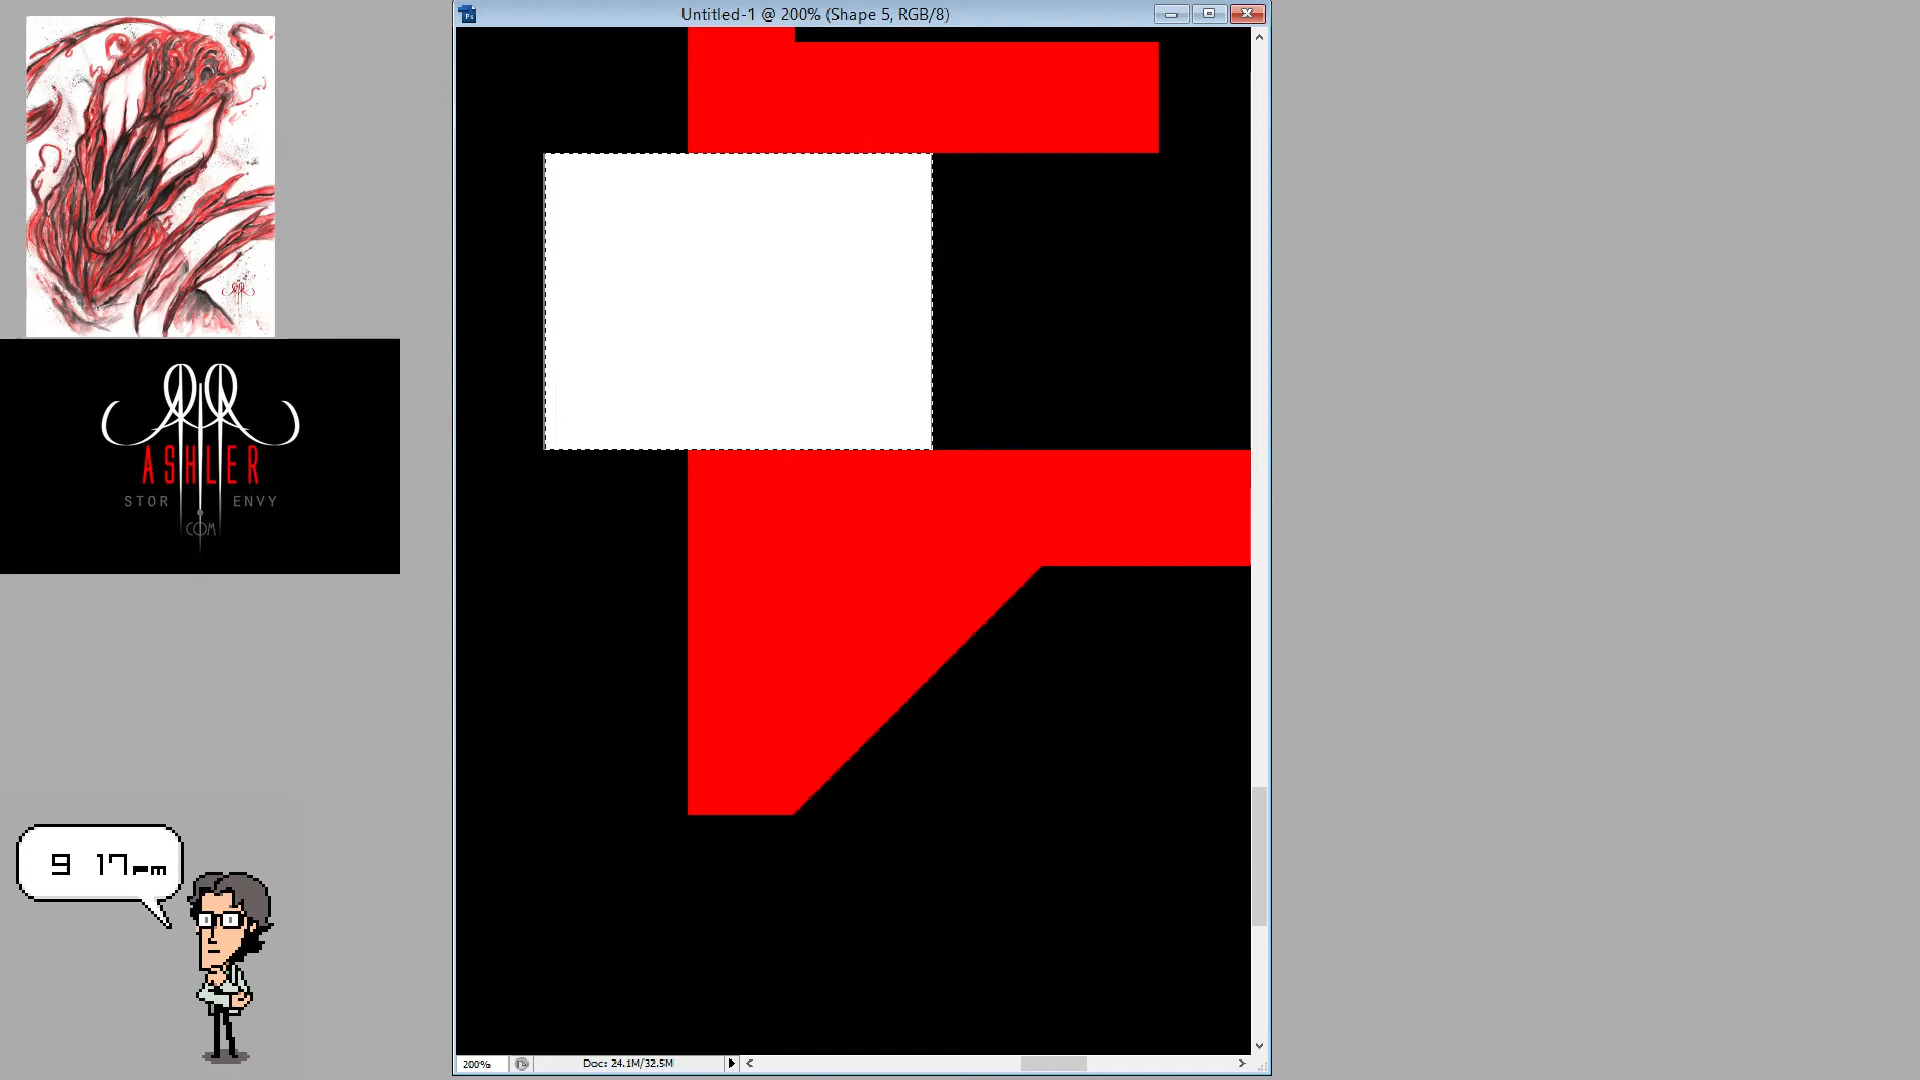 Untitled-1 @ 200% (Shape 5, RGB/8)
ASHLER
STOR ENVY
COM
9 17pm
200%
Doc: 24.1M/32.5M